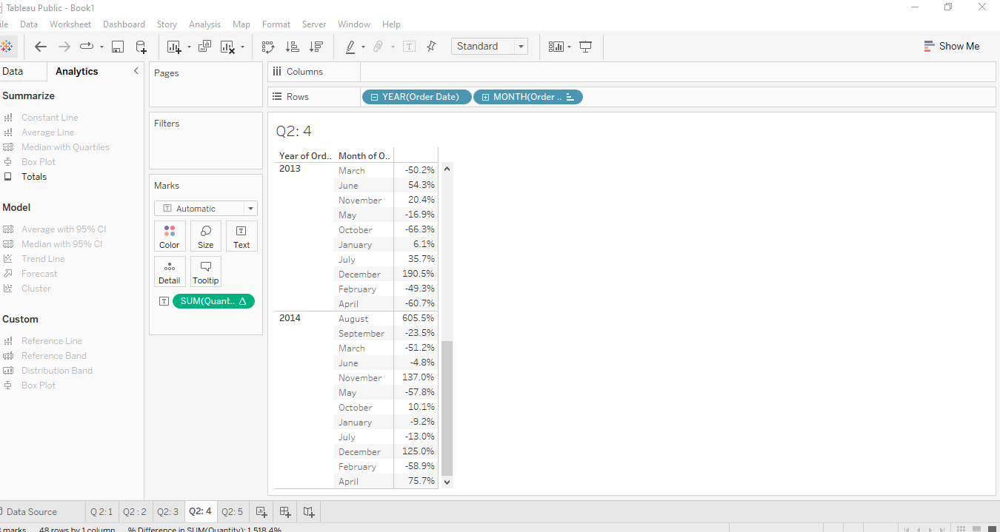 Tableau Public - Book1
ile Data Worksheet Dashboard Story Analysis Map Format Server Window Help
Standard
Show Me
Data Analytics
Summarize
Constant Line
Average Line
Median with Quartiles
Box Plot
Totals
Model
Average with 95% CI
Median with 95% CI
Trend Line
Forecast
Cluster
Custom
Reference Line
Reference Band
Distribution Band
Box Plot
Pages
Filters
Marks
Automatic
Color Size Text
Detail Tooltip
SUM(Quant.. Δ
Columns
Rows YEAR(Order Date) MONTH(Order ..
Q2: 4
Year of Ord.. Month of O..
2013 March -50.2%
June 54.3%
November 20.4%
May -16.9%
October -66.3%
January 6.1%
July 35.7%
December 190.5%
February -49.3%
April -60.7%
2014 August 605.5%
September -23.5%
March -51.2%
June -4.8%
November 137.0%
May -57.8%
October 10.1%
January -9.2%
July -13.0%
December 125.0%
February -58.9%
April 75.7%
Data Source Q 2: 1 Q2 : 2 Q2: 3 Q2: 4 Q2: 5
marks 48 rows by 1 column % Difference in SUM(Quantity): 1,518.4%